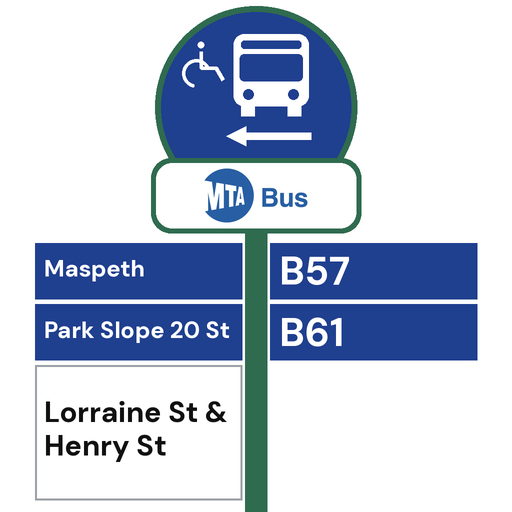 MTA Bus
Maspeth B57
Park Slope 20 St B61
Lorraine St &
Henry St